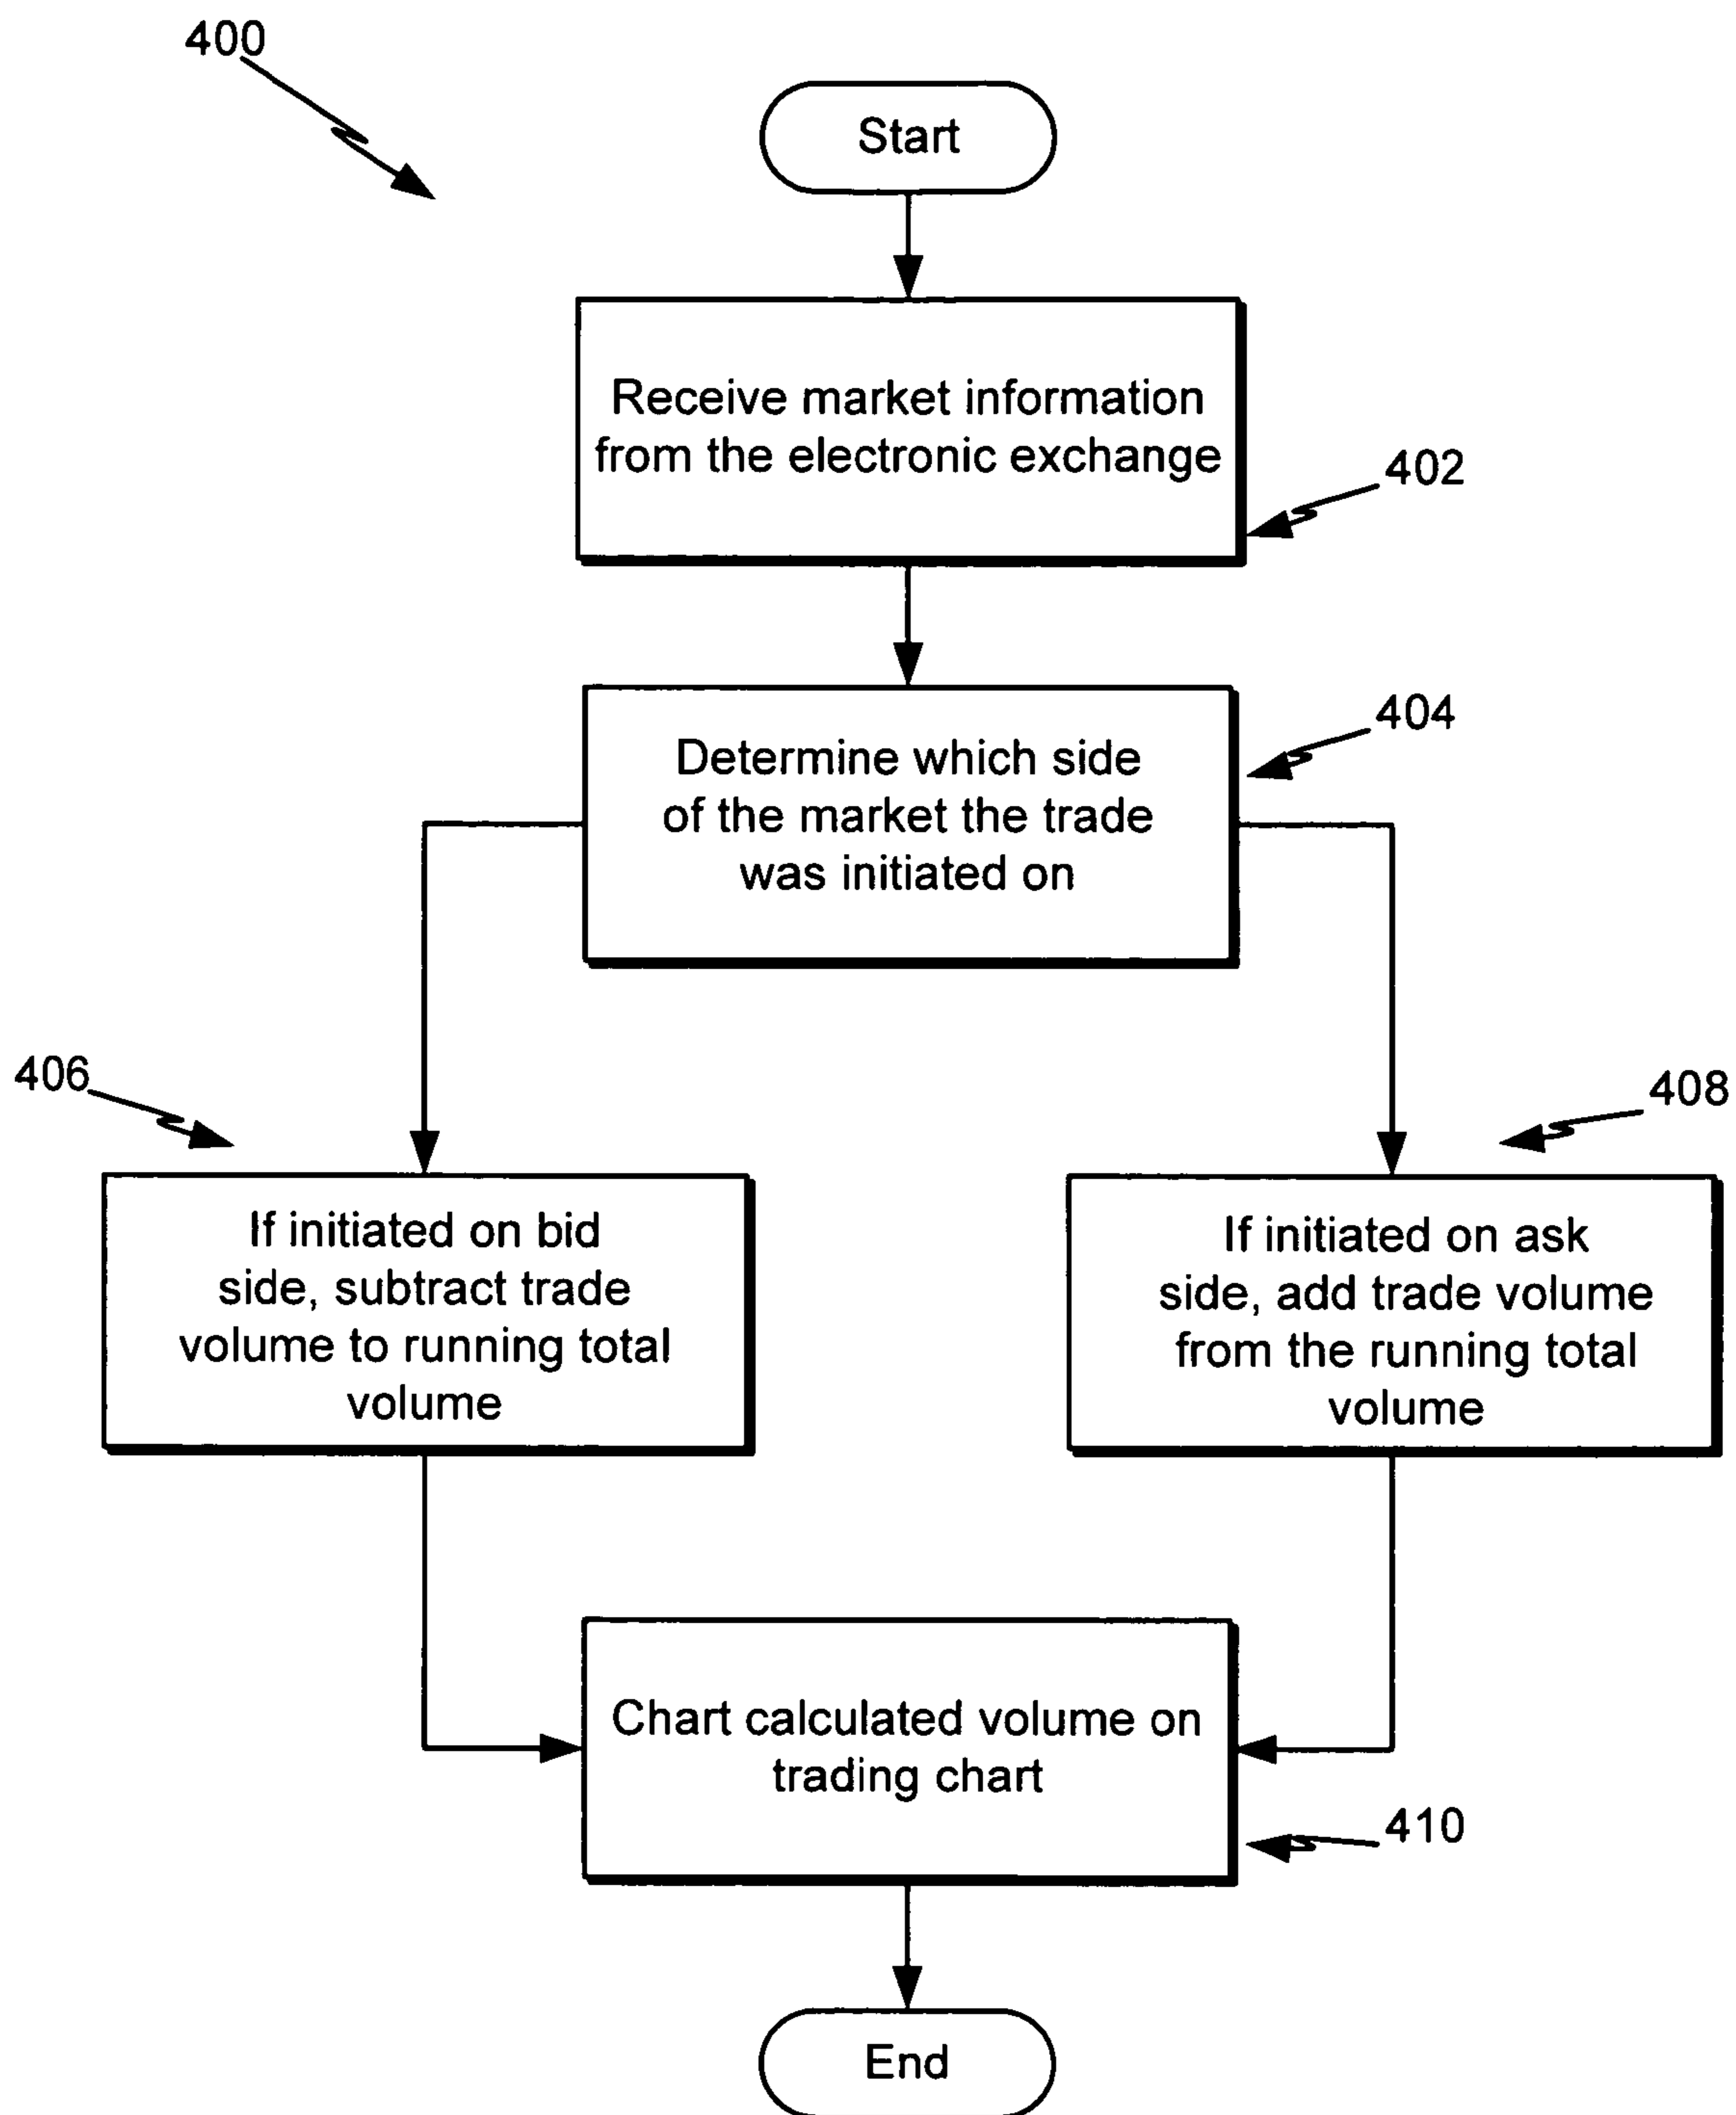 400
Start
Receive market information
from the electronic exchange
402
Determine which side
of the market the trade
was initiated on
404
406
If initiated on bid
side, subtract trade
volume to running total
volume
408
If initiated on ask
side, add trade volume
from the running total
volume
Chart calculated volume on
trading chart
410
End